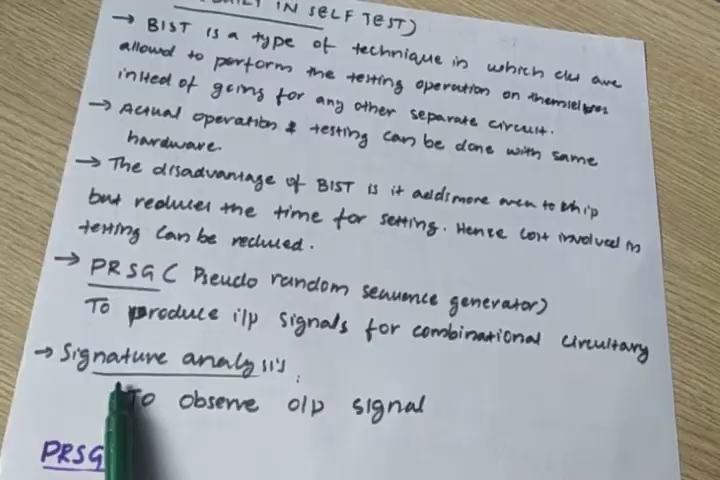 IN SELF TEST)
→ BIST is a type of technique in which ckt are
allowed to perform the testing operation on themselves
insted of going for any other separate circuit.
→ Actual operation & testing can be done with same
hardware.
→ The disadvantage of BIST is it adds more area to chip
but reduces the time for setting. Hence cost involved in
testing can be reduced.
→ PRSG ( Pseudo random sequence generator)
To produce i/p signals for combinational circuitary
→ Signature analysis :
To observe o/p signal
PRSG